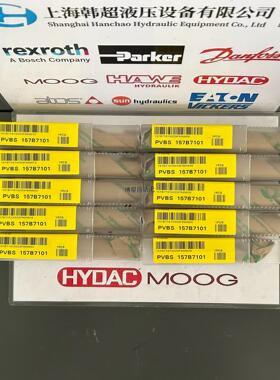 上海韩超液压设备有限公
Shanghai Hanchao Hydraulic Equipment Co., Ltd
rexroth
A Bosch Company
Parker
Danfoss
MOOG
HAWE
HYDRAULIK
HYDAC
atos
sun hydraulics
EATON
VICKERS
PVBS 157B7101
PVBS 157B7101
PVBS 157B7101
PVBS 157B7101
PVBS 157B7101
PVBS 157B7101
PVBS 157B7101
PVBS 157B7101
PVBS 157B7101
PVBS 157B7101
HYDAC MOOG